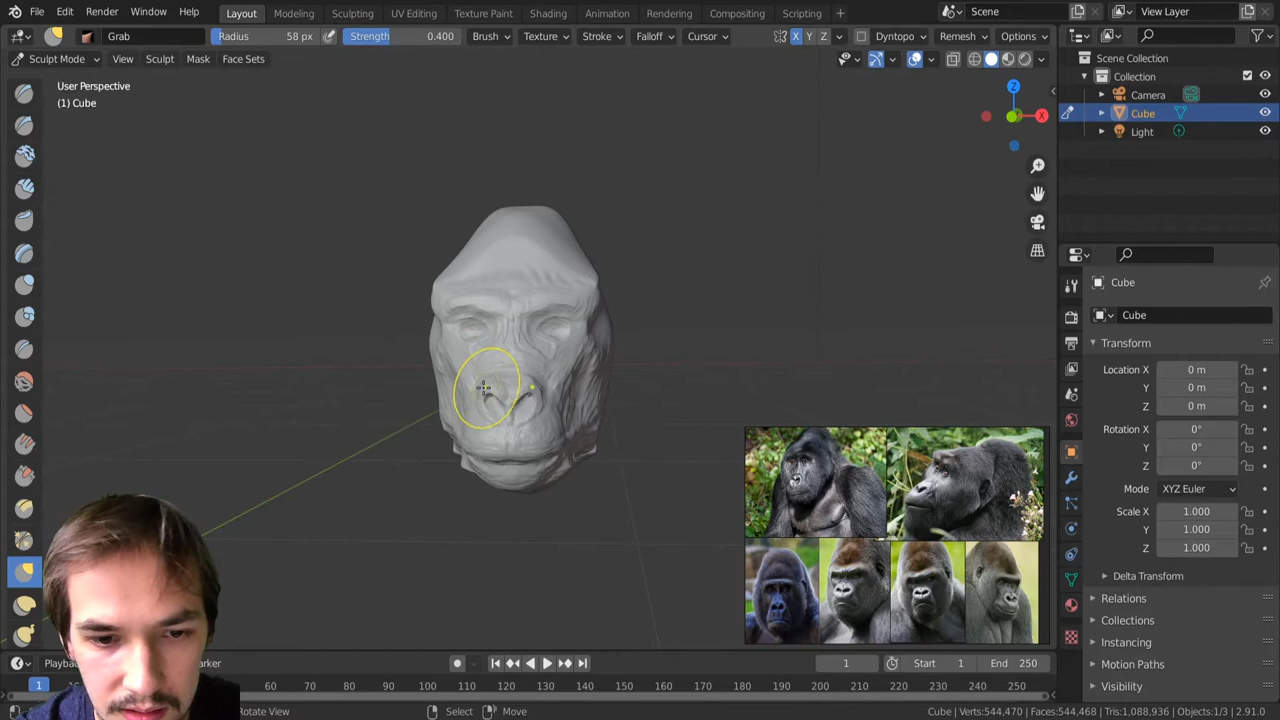 File Edit Render Window Help Layout Modeling Sculpting UV Editing Texture Paint Shading Animation Rendering Compositing Scripting Scene View Layer
Grab Radius 58 px Strength 0.400 Brush Texture Stroke Falloff Cursor X Y Z Dyntopo Remesh Options
Sculpt Mode View Sculpt Mask Face Sets
User Perspective
(1) Cube
Z
X
Scene Collection
Collection
Camera
Cube
Light
Cube
Cube
Transform
Location X 0 m
Y 0 m
Z 0 m
Rotation X 0°
Y 0°
Z 0°
Mode XYZ Euler
Scale X 1.000
Y 1.000
Z 1.000
Delta Transform
Relations
Collections
Instancing
Motion Paths
Visibility
Playba
arker
1 Start 1 End 250
1 60 70 80 90 100 110 120 130 140 150 160 170 180 190 200 210 220 230 240 250
Rotate View Select Move Cube | Verts:544,470 | Faces:544,468 | Tris:1,088,936 | Objects:1/3 | 2.91.0